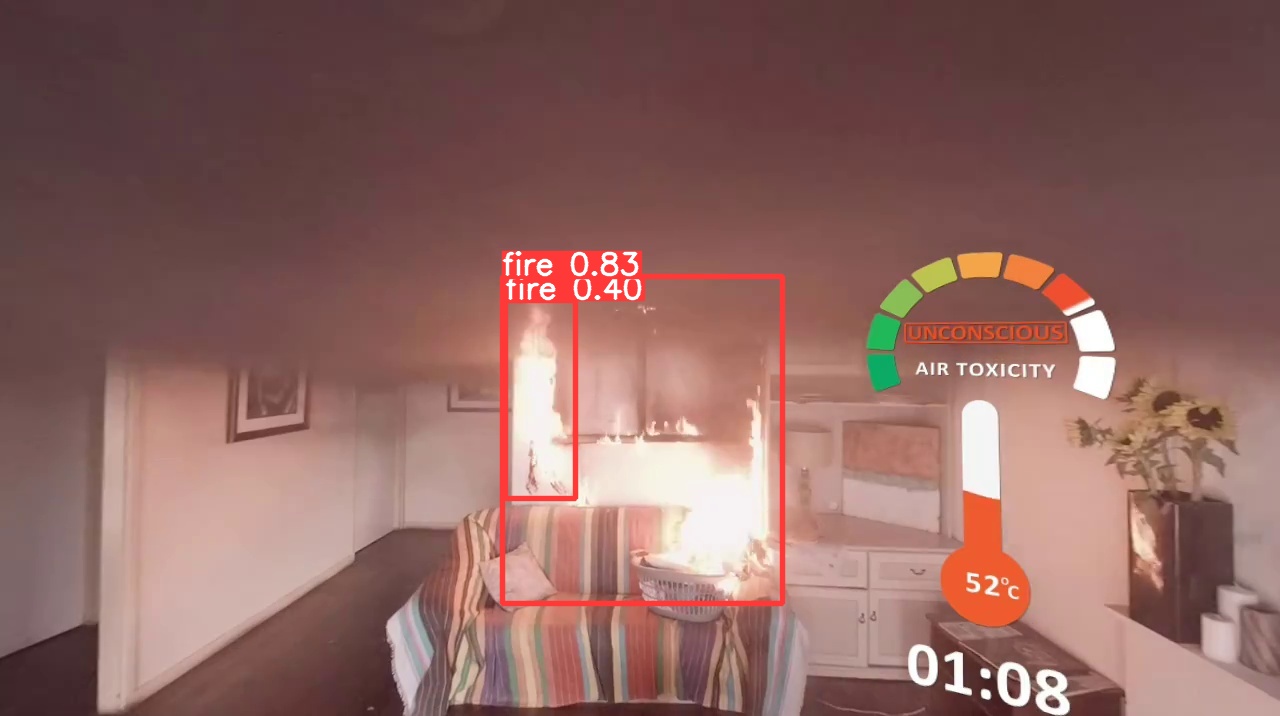 fire 0.83
fire 0.40
UNCONSCIOUS
AIR TOXICITY
52°C
01:08